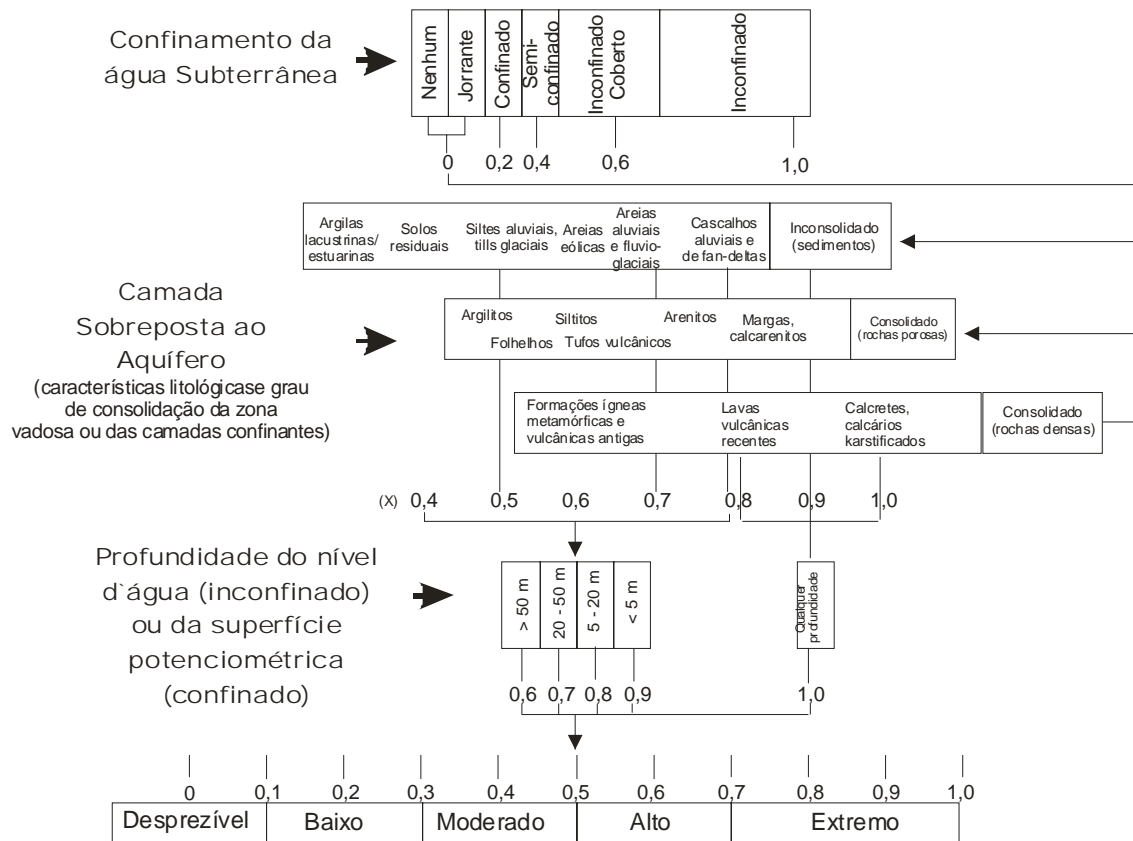 Confinamento da
água Subterrânea
Nenhum
Jorrante
Confinado
Semi-
confinado
Inconfinado
Coberto
Inconfinado
0
0,2
0,4
0,6
1,0
Argilas
lacustrinas/
estuarinas
Solos
residuais
Siltes aluviais,
tills glaciais
Areias
eólicas
Areias
aluviais
e fluvio-
glaciais
Cascalhos
aluviais e
de fan-deltas
Inconsolidado
(sedimentos)
Camada
Sobreposta ao
Aquífero
(características litológicase grau
de consolidação da zona
vadosa ou das camadas confinantes)
Argilitos
Folhelhos
Siltitos
Tufos vulcânicos
Arenitos
Margas,
calcarenitos
Consolidado
(rochas porosas)
Formações ígneas
metamórficas e
vulcânicas antigas
Lavas
vulcânicas
recentes
Calcretes,
calcários
karstificados
Consolidado
(rochas densas)
(X) 0,4 0,5 0,6 0,7 0,8 0,9 1,0
Profundidade do nível
d`água (inconfinado)
ou da superfície
potenciométrica
(confinado)
> 50 m
20 - 50 m
5 - 20 m
< 5 m
Qualquer
profundidade
0,6 0,7 0,8 0,9 1,0
0 0,1 0,2 0,3 0,4 0,5 0,6 0,7 0,8 0,9 1,0
Desprezível Baixo Moderado Alto Extremo